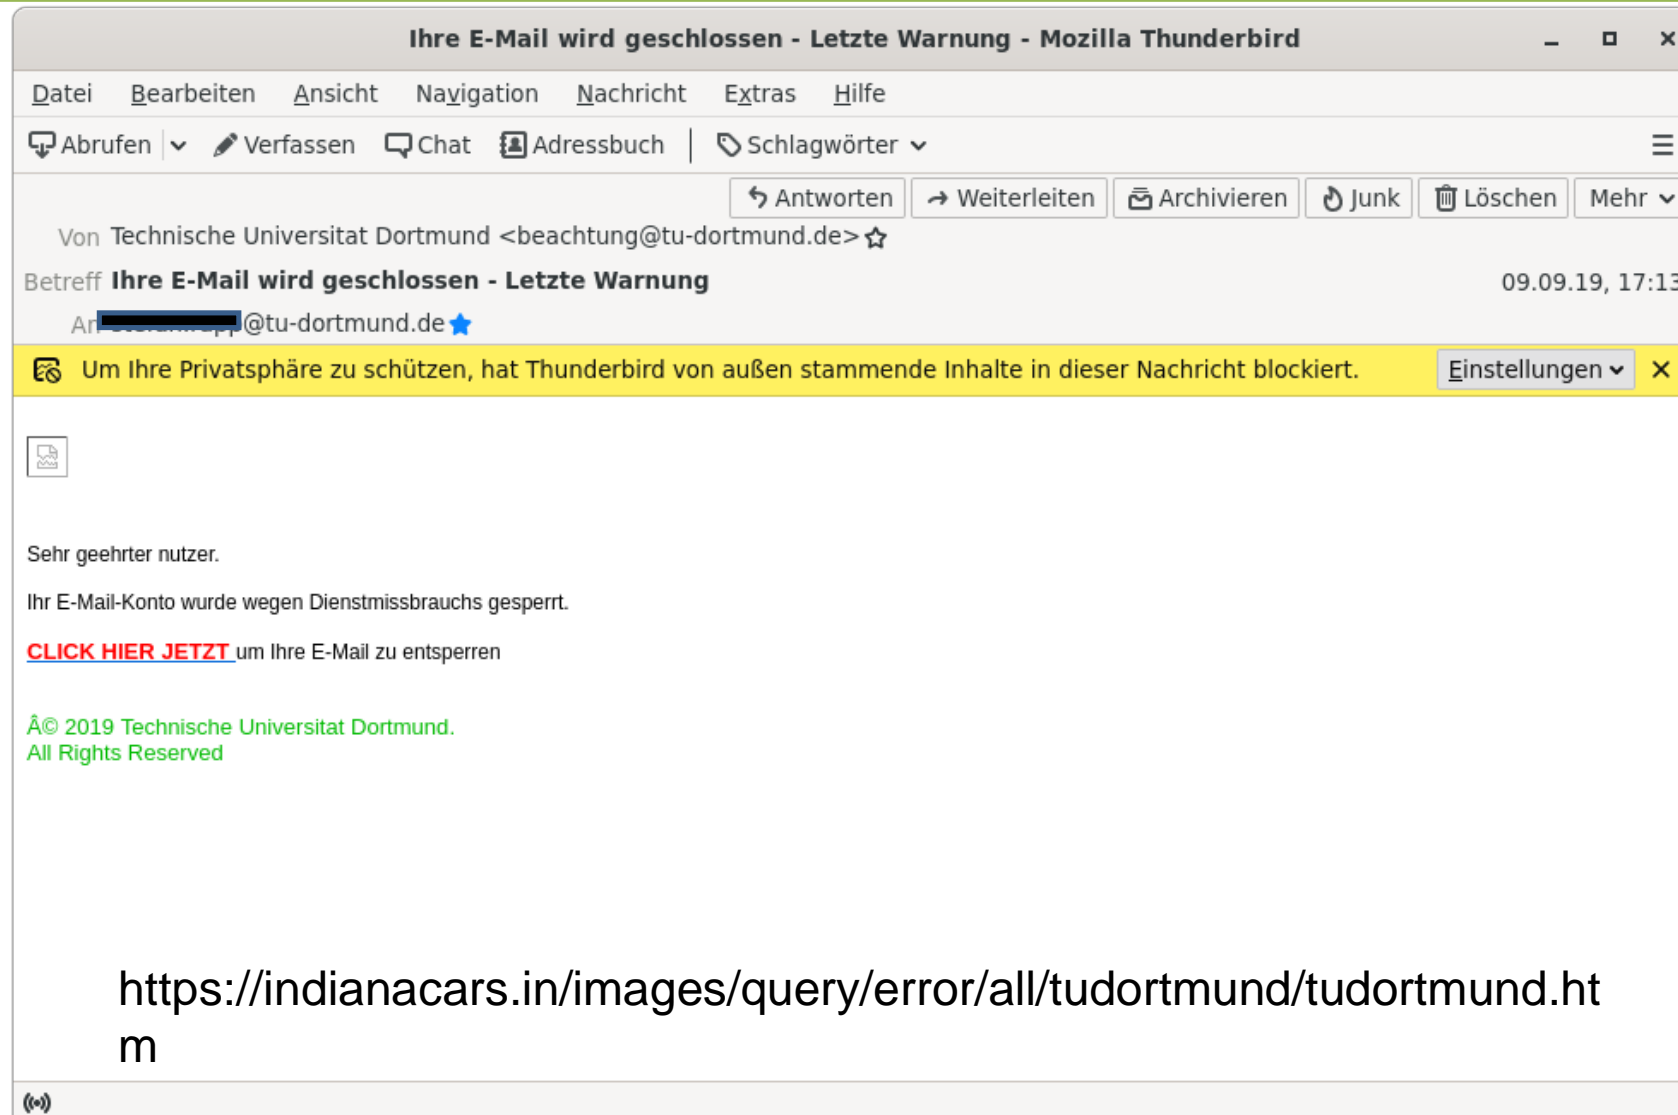 Ihre E-Mail wird geschlossen - Letzte Warnung - Mozilla Thunderbird
Datei Bearbeiten Ansicht Navigation Nachricht Extras Hilfe
Abrufen Verfassen Chat Adressbuch Schlagwörter
Antworten Weiterleiten Archivieren Junk Löschen Mehr
Von Technische Universitat Dortmund <beachtung@tu-dortmund.de>
Betreff Ihre E-Mail wird geschlossen - Letzte Warnung 09.09.19, 17:13
An @tu-dortmund.de
Um Ihre Privatsphäre zu schützen, hat Thunderbird von außen stammende Inhalte in dieser Nachricht blockiert. Einstellungen
Sehr geehrter nutzer.
Ihr E-Mail-Konto wurde wegen Dienstmissbrauchs gesperrt.
CLICK HIER JETZT um Ihre E-Mail zu entsperren
Â© 2019 Technische Universitat Dortmund.
All Rights Reserved
https://indianacars.in/images/query/error/all/tudortmund/tudortmund.ht
m